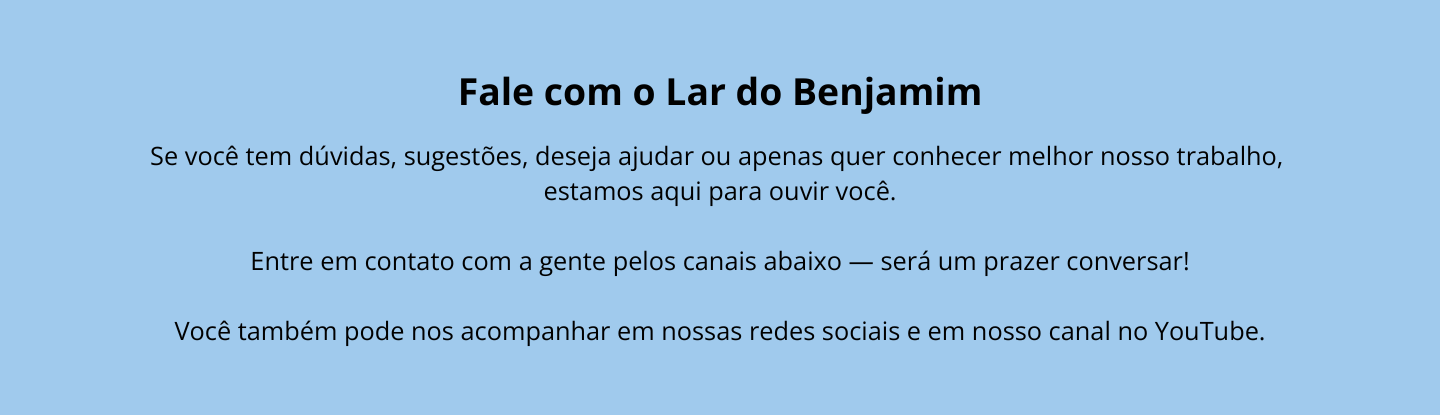 Fale com o Lar do Benjamim
Se você tem dúvidas, sugestões, deseja ajudar ou apenas quer conhecer melhor nosso trabalho,
estamos aqui para ouvir você.
Entre em contato com a gente pelos canais abaixo — será um prazer conversar!
Você também pode nos acompanhar em nossas redes sociais e em nosso canal no YouTube.